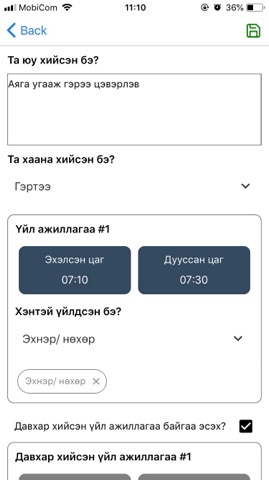 MobiCom 11:10 36%
Back
Та юу хийсэн бэ?
Аяга угааж гэрээ цэвэрлэв
Та хаана хийсэн бэ?
Гэртээ
Үйл ажиллагаа #1
Эхэлсэн цаг Дууссан цаг
07:10 07:30
Хэнтэй үйлдсэн бэ?
Эхнэр/ нөхөр
Эхнэр/ нөхөр ×
Давхар хийсэн үйл ажиллагаа байгаа эсэх?
Давхар хийсэн үйл ажиллагаа #1